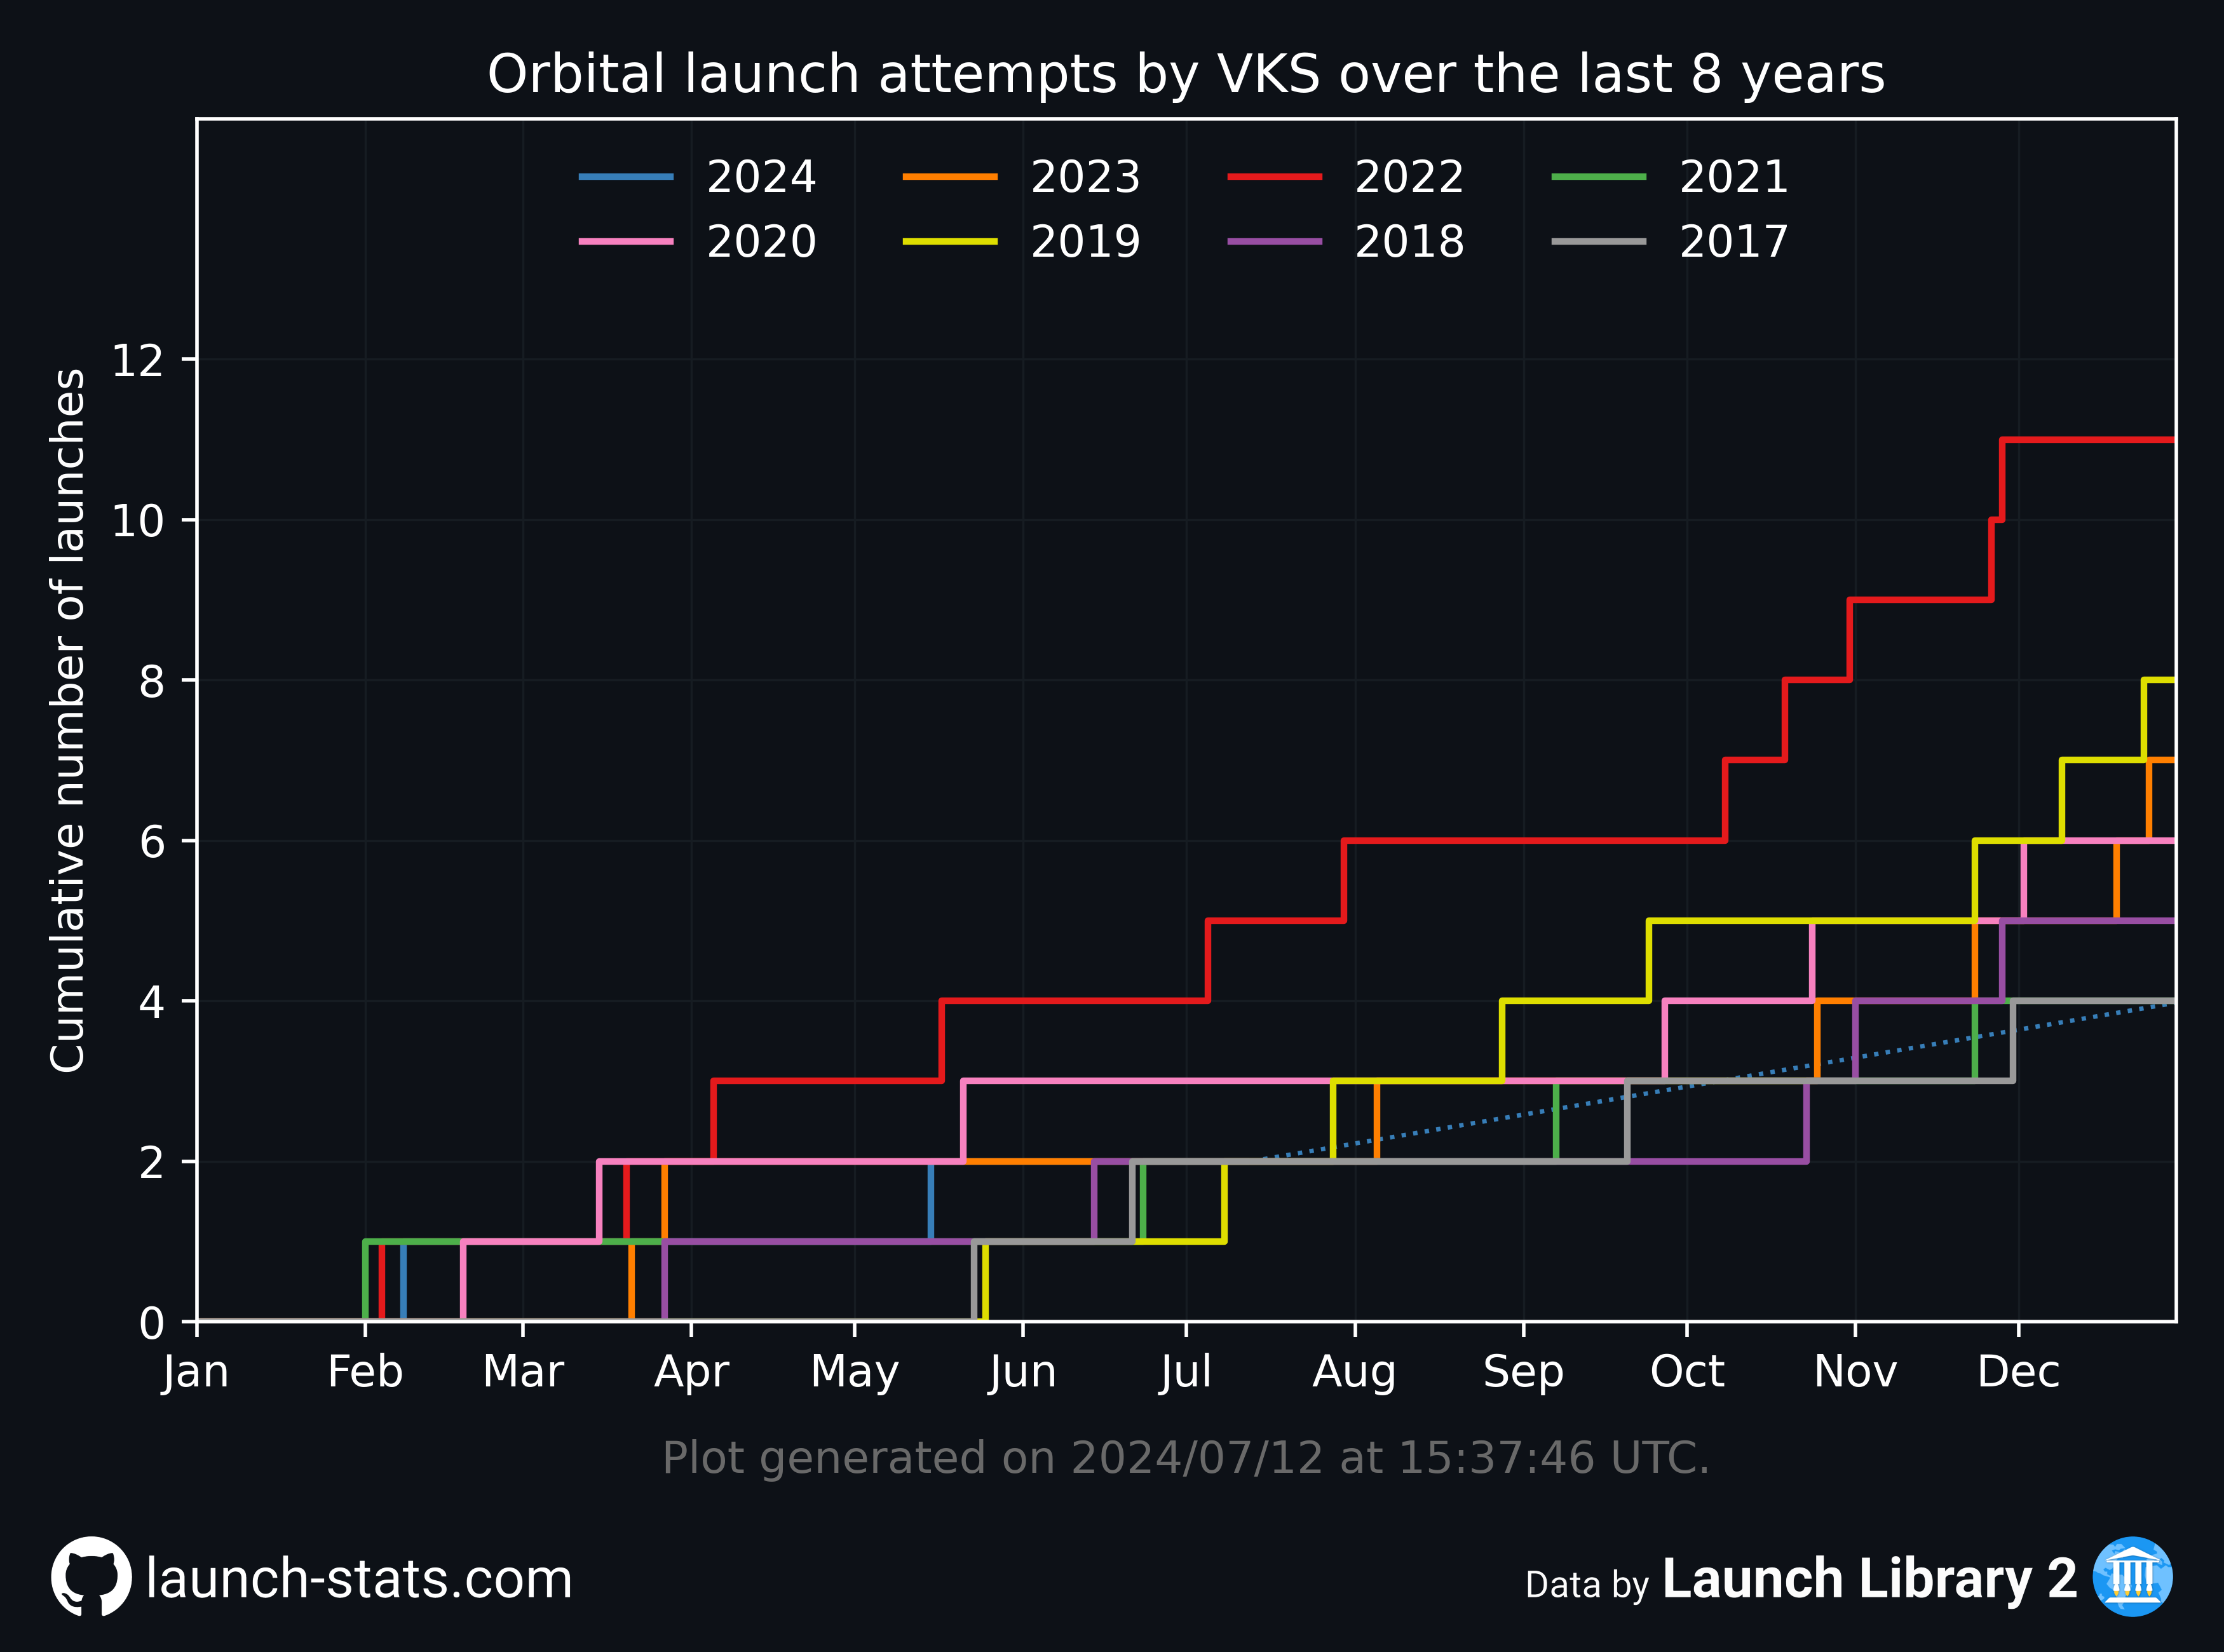 Orbital launch attempts by VKS over the last 8 years
2024 2023 2022 2021
2020 2019 2018 2017
Cumulative number of launches
12
10
8
6
4
2
0
Jan Feb Mar Apr May Jun Jul Aug Sep Oct Nov Dec
Plot generated on 2024/07/12 at 15:37:46 UTC.
launch-stats.com
Data by Launch Library 2